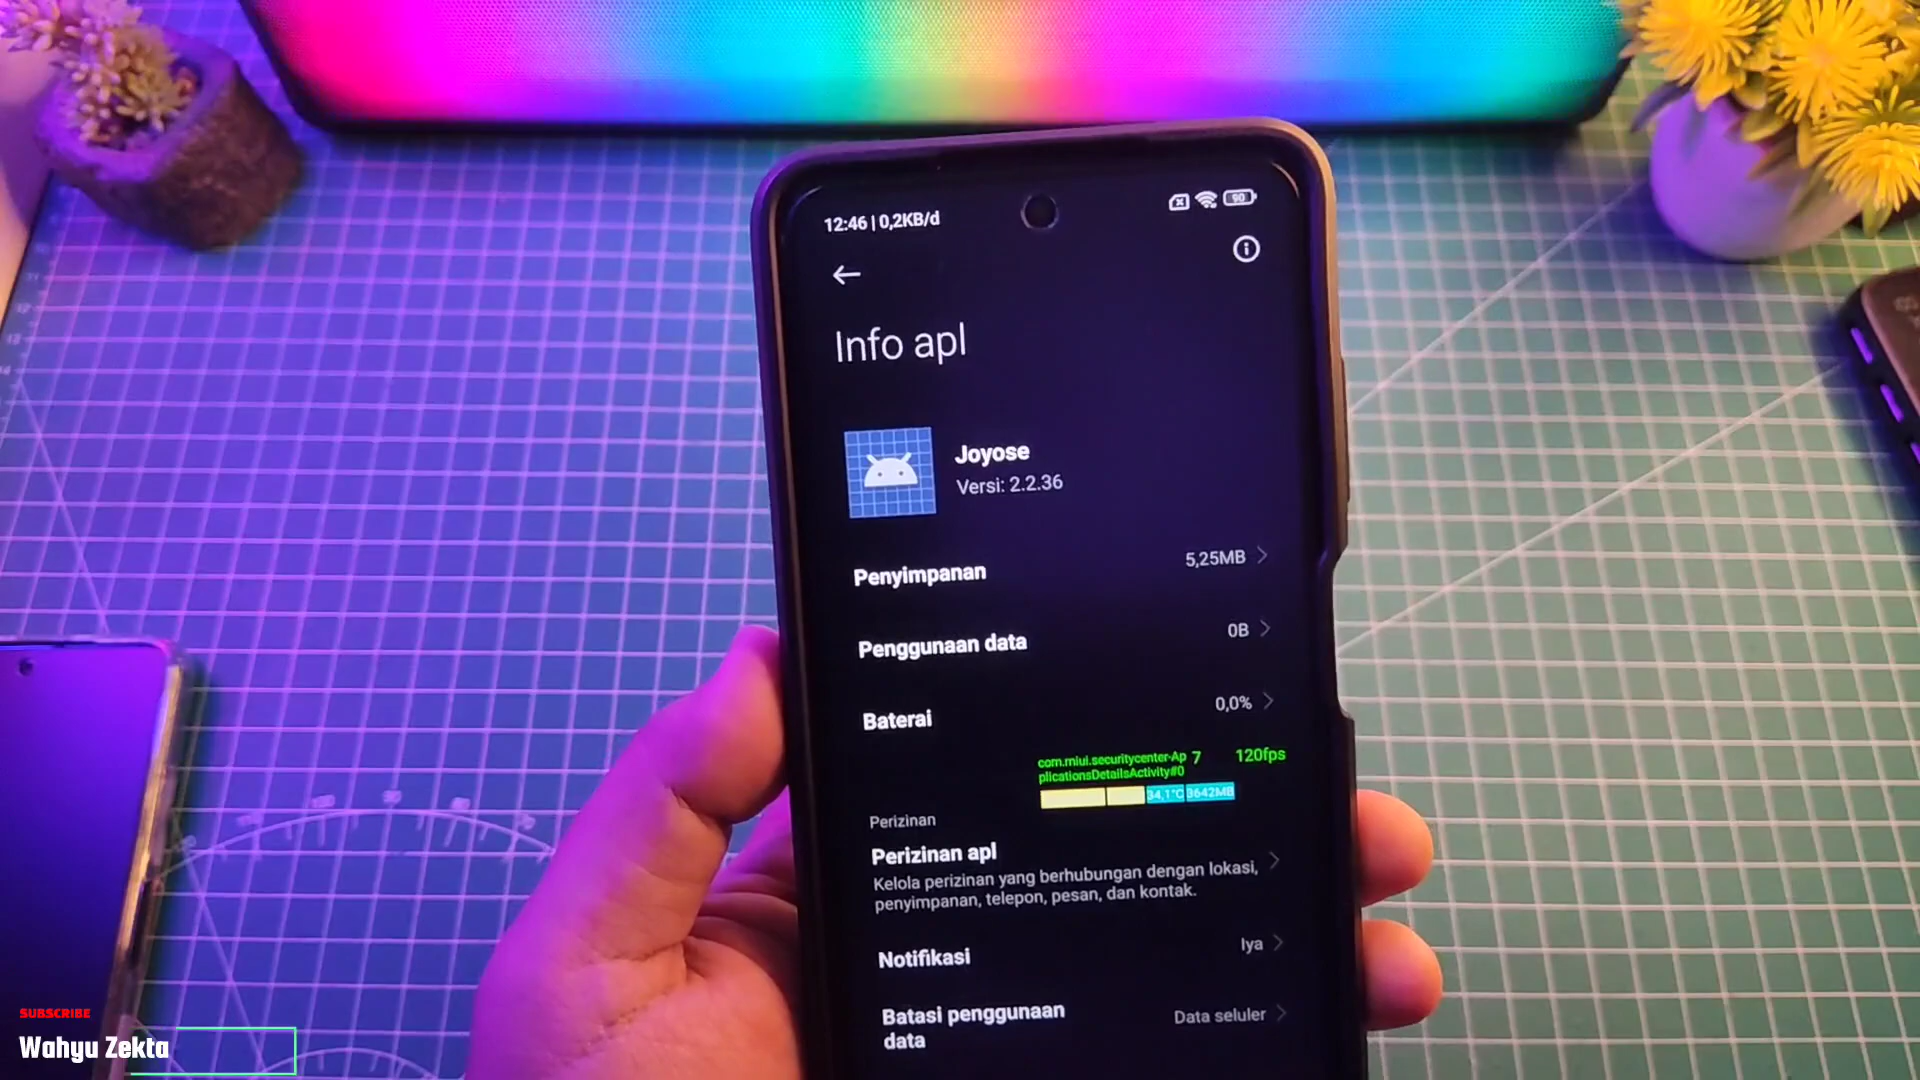 12:46 | 0,2KB/d
90
Info apl
Joyose
Versi: 2.2.36
Penyimpanan
5,25MB
Penggunaan data
0B
Baterai
0,0%
com.miui.securitycenter-Ap 7 120fps
plicationsDetailsActivity#0
34,1°C 3642MB
Perizinan
Perizinan apl
Kelola perizinan yang berhubungan dengan lokasi,
penyimpanan, telepon, pesan, dan kontak.
Notifikasi
Iya
Batasi penggunaan
data
Data seluler
SUBSCRIBE
Wahyu Zekta